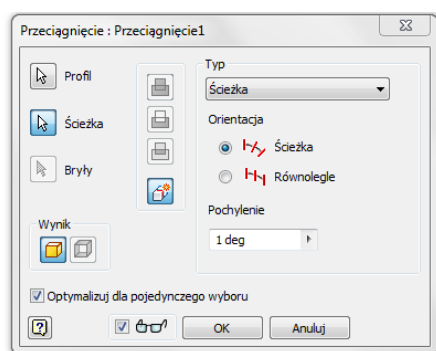 Przeciągnięcie : Przeciągnięcie1
Profil
Ścieżka
Bryły
Wynik
Typ
Ścieżka
Orientacja
Ścieżka
Równolegle
Pochylenie
1 deg
Optymalizuj dla pojedynczego wyboru
OK
Anuluj